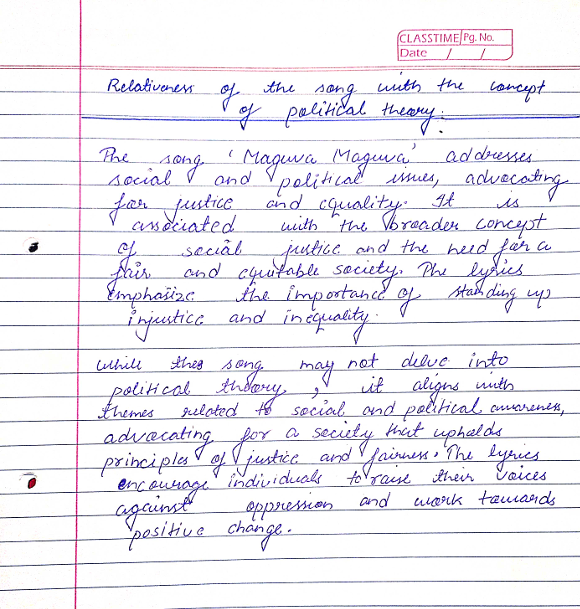 CLASSTIME Pg. No.
Date / /
Relativeness of the song with the concept
of political theory.
The song 'Maguva Maguva' addresses
social and political issues, advocating
for justice and equality. It is
associated with the broader concept
of social justice and the need for a
fair and equitable society. The lyrics
emphasize the importance of standing up
injustice and inequality.
While this song may not delve into
political theory, it aligns with
themes related to social and political awareness,
advocating for a society that upholds
principles of justice and fairness. The lyrics
encourage individuals to raise their voices
against oppression and work towards
positive change.